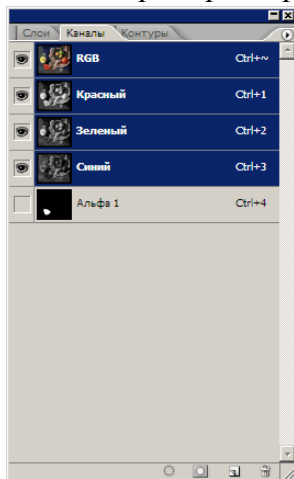 Слои Каналы Контуры
RGB Ctrl+~
Красный Ctrl+1
Зеленый Ctrl+2
Синий Ctrl+3
Альфа 1 Ctrl+4